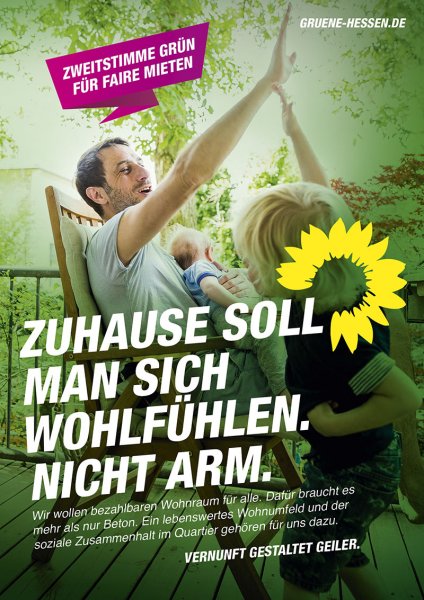 GRUENE-HESSEN.DE
ZWEITSTIMME GRÜN
FÜR FAIRE MIETEN
ZUHAUSE SOLL
MAN SICH
WOHLFÜHLEN.
NICHT ARM.
Wir wollen bezahlbaren Wohnraum für alle. Dafür braucht es
mehr als nur Beton. Ein lebenswertes Wohnumfeld und der
soziale Zusammenhalt im Quartier gehören für uns dazu.
VERNUNFT GESTALTET GEILER.